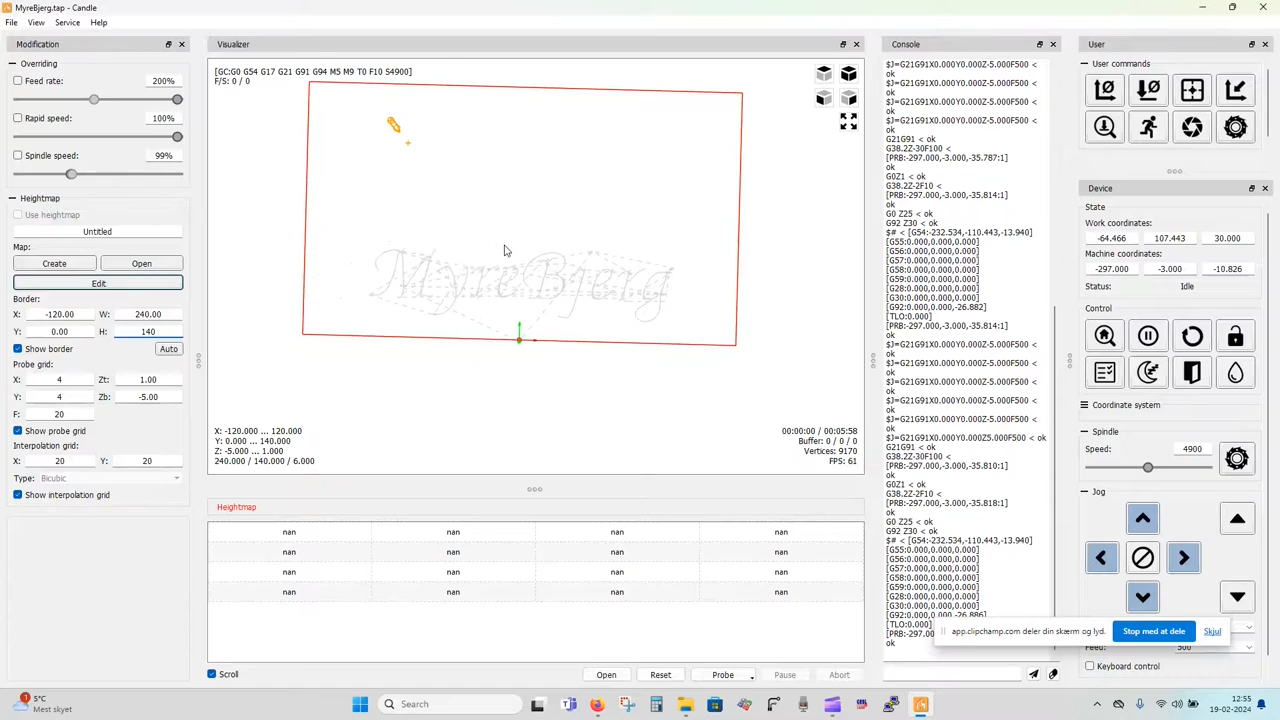 MyreBjerg.tap - Candle
File View Service Help
Modification
Overriding
Feed rate: 200%
Rapid speed: 100%
Spindle speed: 99%
Heightmap
Use heightmap
Untitled
Map:
Create Open
Edit
Border:
X: -120.00 W: 240.00
Y: 0.00 H: 140
Show border Auto
Probe grid:
X: 4 Zt: 1.00
Y: 4 Zb: -5.00
F: 20
Show probe grid
Interpolation grid:
X: 20 Y: 20
Type: Bicubic
Show interpolation grid
Visualizer
[GC:G0 G54 G17 G21 G91 G94 M5 M9 T0 F10 S4900]
F/S: 0 / 0
MyreBjerg
X: -120.000 ... 120.000
Y: 0.000 ... 140.000
Z: -5.000 ... 1.000
240.000 / 140.000 / 6.000
00:00:00 / 00:05:58
Buffer: 0 / 0 / 0
Vertices: 9170
FPS: 61
Heightmap
nan nan nan nan
nan nan nan nan
nan nan nan nan
nan nan nan nan
Scroll
Open Reset Probe Pause Abort
Console
$J=G21G91X0.000Y0.000Z-5.000F500 <
ok
$J=G21G91X0.000Y0.000Z-5.000F500 <
ok
$J=G21G91X0.000Y0.000Z-5.000F500 <
ok
$J=G21G91X0.000Y0.000Z-5.000F500 <
ok
G21G91 < ok
G38.2Z-30F100 <
[PRB:-297.000,-3.000,-35.787:1]
ok
G0Z1 < ok
G38.2Z-2F10 <
[PRB:-297.000,-3.000,-35.814:1]
ok
G0 Z25 < ok
G92 Z30 < ok
$# < [G54:-232.534,-110.443,-13.940]
[G55:0.000,0.000,0.000]
[G56:0.000,0.000,0.000]
[G57:0.000,0.000,0.000]
[G58:0.000,0.000,0.000]
[G59:0.000,0.000,0.000]
[G28:0.000,0.000,0.000]
[G30:0.000,0.000,0.000]
[G92:0.000,0.000,-26.882]
[TLO:0.000]
[PRB:-297.000,-3.000,-35.814:1]
ok
$J=G21G91X0.000Y0.000Z-5.000F500 <
ok
$J=G21G91X0.000Y0.000Z-5.000F500 <
ok
$J=G21G91X0.000Y0.000Z-5.000F500 <
ok
$J=G21G91X0.000Y0.000Z-5.000F500 <
ok
$J=G21G91X0.000Y0.000Z-5.000F500 <
ok
$J=G21G91X0.000Y0.000Z5.000F500 < ok
G21G91 < ok
G38.2Z-30F100 <
[PRB:-297.000,-3.000,-35.810:1]
ok
G0Z1 < ok
G38.2Z-2F10 <
[PRB:-297.000,-3.000,-35.818:1]
ok
G0 Z25 < ok
G92 Z30 < ok
$# < [G54:-232.534,-110.443,-13.940]
[G55:0.000,0.000,0.000]
[G56:0.000,0.000,0.000]
[G57:0.000,0.000,0.000]
[G58:0.000,0.000,0.000]
[G59:0.000,0.000,0.000]
[G28:0.000,0.000,0.000]
[G30:0.000,0.000,0.000]
[G92:0.000,0.000,-26.886]
[TLO:0.000]
[PRB:-297.00
ok
User
User commands
Device
State
Work coordinates:
-64.466 107.443 30.000
Machine coordinates:
-297.000 -3.000 -10.826
Status: Idle
Control
Coordinate system
Spindle
Speed: 4900
Jog
app.clipchamp.com deler din skærm og lyd. Stop med at dele Skjul
Feed: 500
Keyboard control
5°C
Mest skyet
Search
12:55
19-02-2024